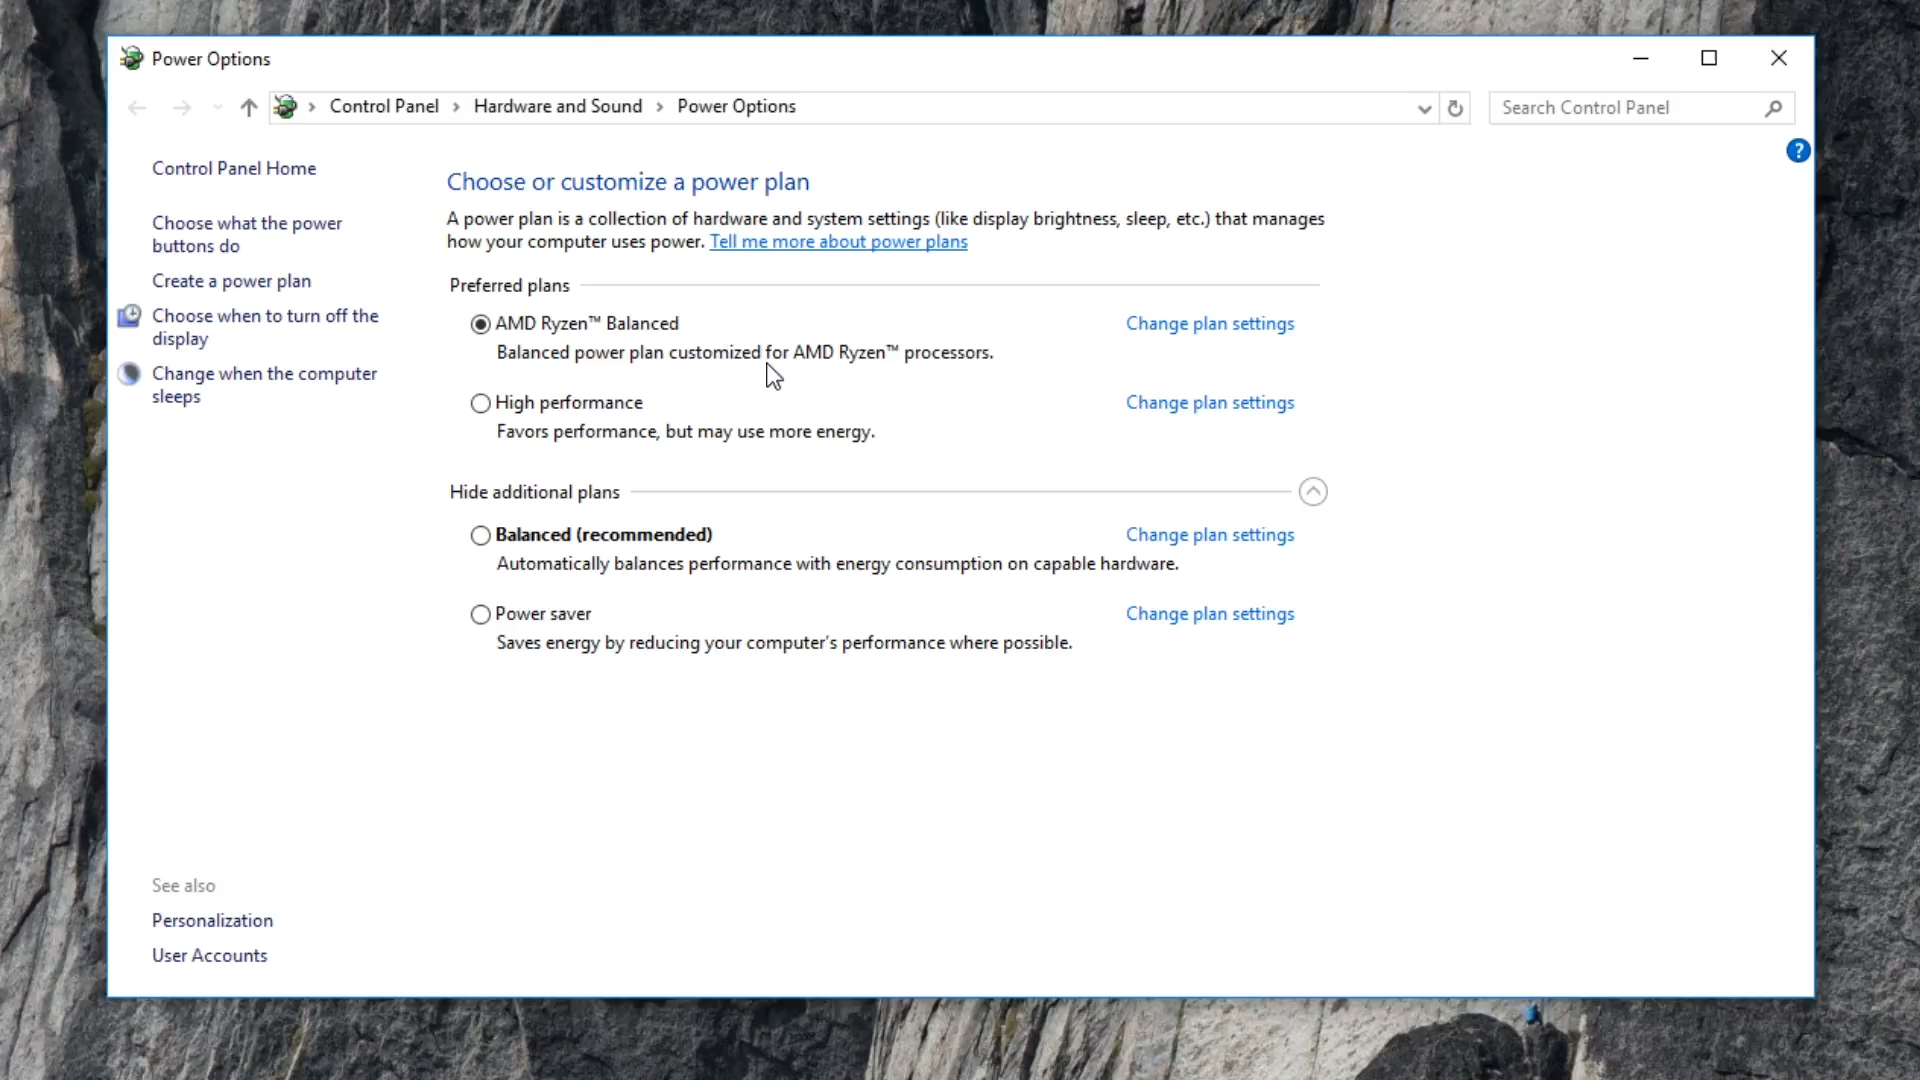 Power Options
Control Panel > Hardware and Sound > Power Options
Search Control Panel
?
Control Panel Home
Choose what the power
buttons do
Create a power plan
Choose when to turn off the
display
Change when the computer
sleeps
Choose or customize a power plan
A power plan is a collection of hardware and system settings (like display brightness, sleep, etc.) that manages
how your computer uses power. Tell me more about power plans
Preferred plans
AMD Ryzen™ Balanced Change plan settings
Balanced power plan customized for AMD Ryzen™ processors.
High performance Change plan settings
Favors performance, but may use more energy.
Hide additional plans
Balanced (recommended) Change plan settings
Automatically balances performance with energy consumption on capable hardware.
Power saver Change plan settings
Saves energy by reducing your computer's performance where possible.
See also
Personalization
User Accounts